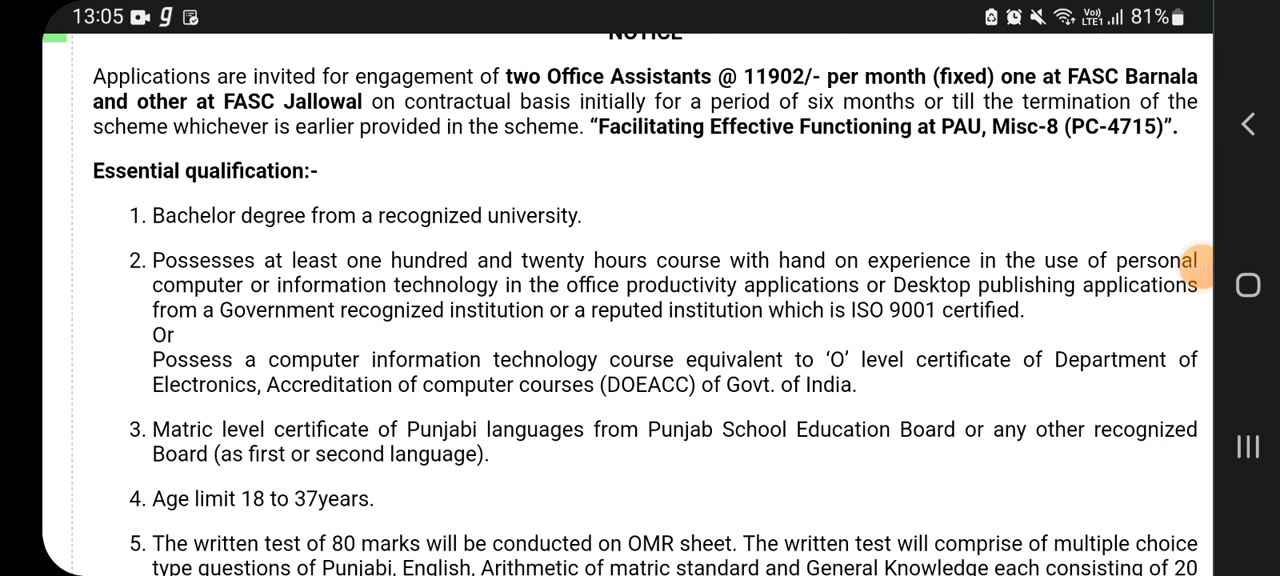 13:05
Vo)) LTE1 81%
NOTICE
Applications are invited for engagement of two Office Assistants @ 11902/- per month (fixed) one at FASC Barnala
and other at FASC Jallowal on contractual basis initially for a period of six months or till the termination of the
scheme whichever is earlier provided in the scheme. “Facilitating Effective Functioning at PAU, Misc-8 (PC-4715)”.
Essential qualification:-
1. Bachelor degree from a recognized university.
2. Possesses at least one hundred and twenty hours course with hand on experience in the use of personal
computer or information technology in the office productivity applications or Desktop publishing applications
from a Government recognized institution or a reputed institution which is ISO 9001 certified.
Or
Possess a computer information technology course equivalent to ‘O’ level certificate of Department of
Electronics, Accreditation of computer courses (DOEACC) of Govt. of India.
3. Matric level certificate of Punjabi languages from Punjab School Education Board or any other recognized
Board (as first or second language).
4. Age limit 18 to 37years.
5. The written test of 80 marks will be conducted on OMR sheet. The written test will comprise of multiple choice
type questions of Punjabi, English, Arithmetic of matric standard and General Knowledge each consisting of 20